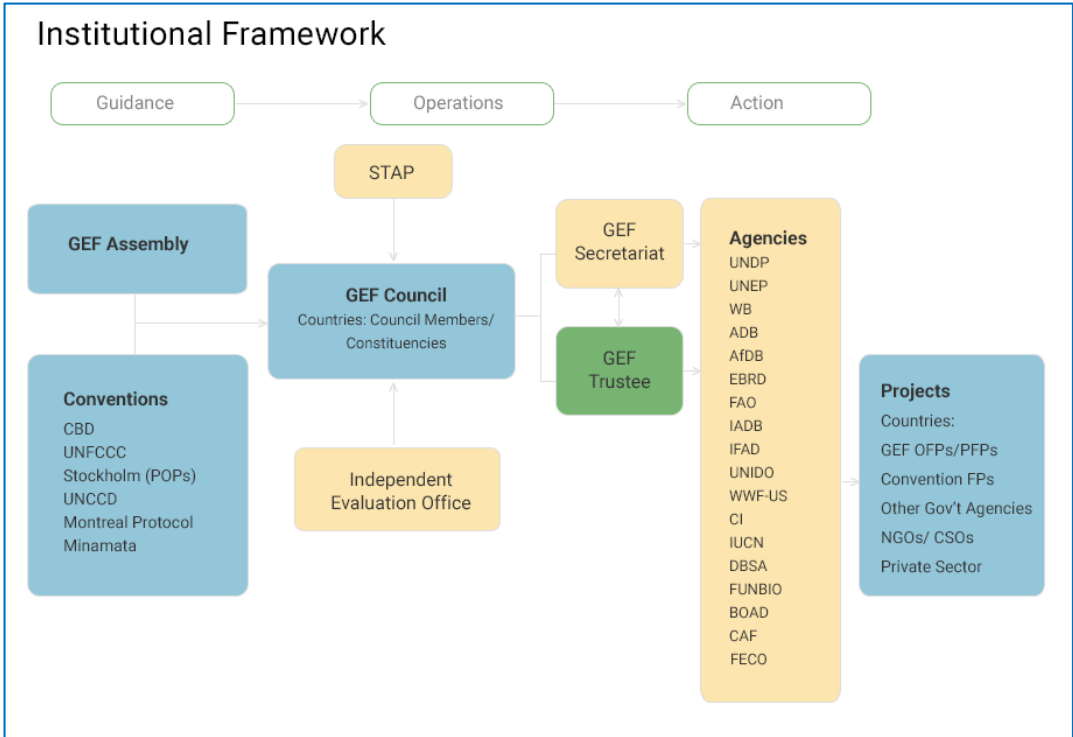 Institutional Framework
Guidance
Operations
Action
STAP
GEF Assembly
GEF Council
Countries: Council Members/
Constituencies
Conventions
CBD
UNFCCC
Stockholm (POPs)
UNCCD
Montreal Protocol
Minamata
Independent
Evaluation Office
GEF
Secretariat
GEF
Trustee
Agencies
UNDP
UNEP
WB
ADB
AfDB
EBRD
FAO
IADB
IFAD
UNIDO
WWF-US
CI
IUCN
DBSA
FUNBIO
BOAD
CAF
FECO
Projects
Countries:
GEF OFPs/PFPs
Convention FPs
Other Gov’t Agencies
NGOs/ CSOs
Private Sector